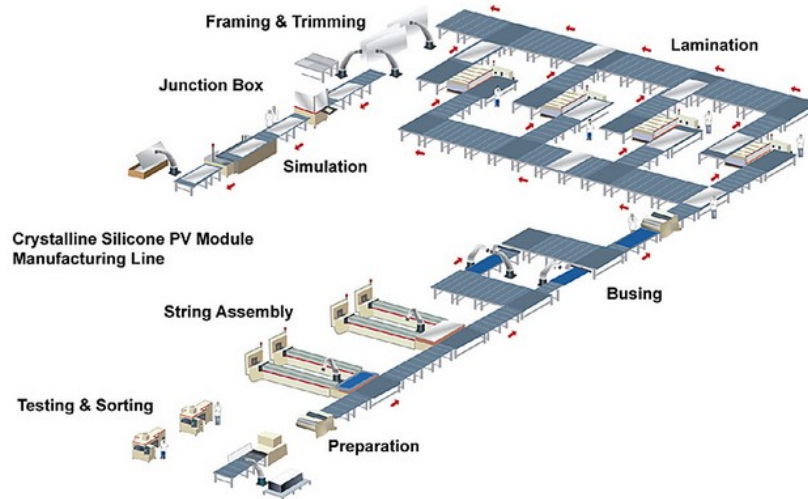 Framing & Trimming
Lamination
Junction Box
Simulation
Crystalline Silicone PV Module
Manufacturing Line
Busing
String Assembly
Testing & Sorting
Preparation